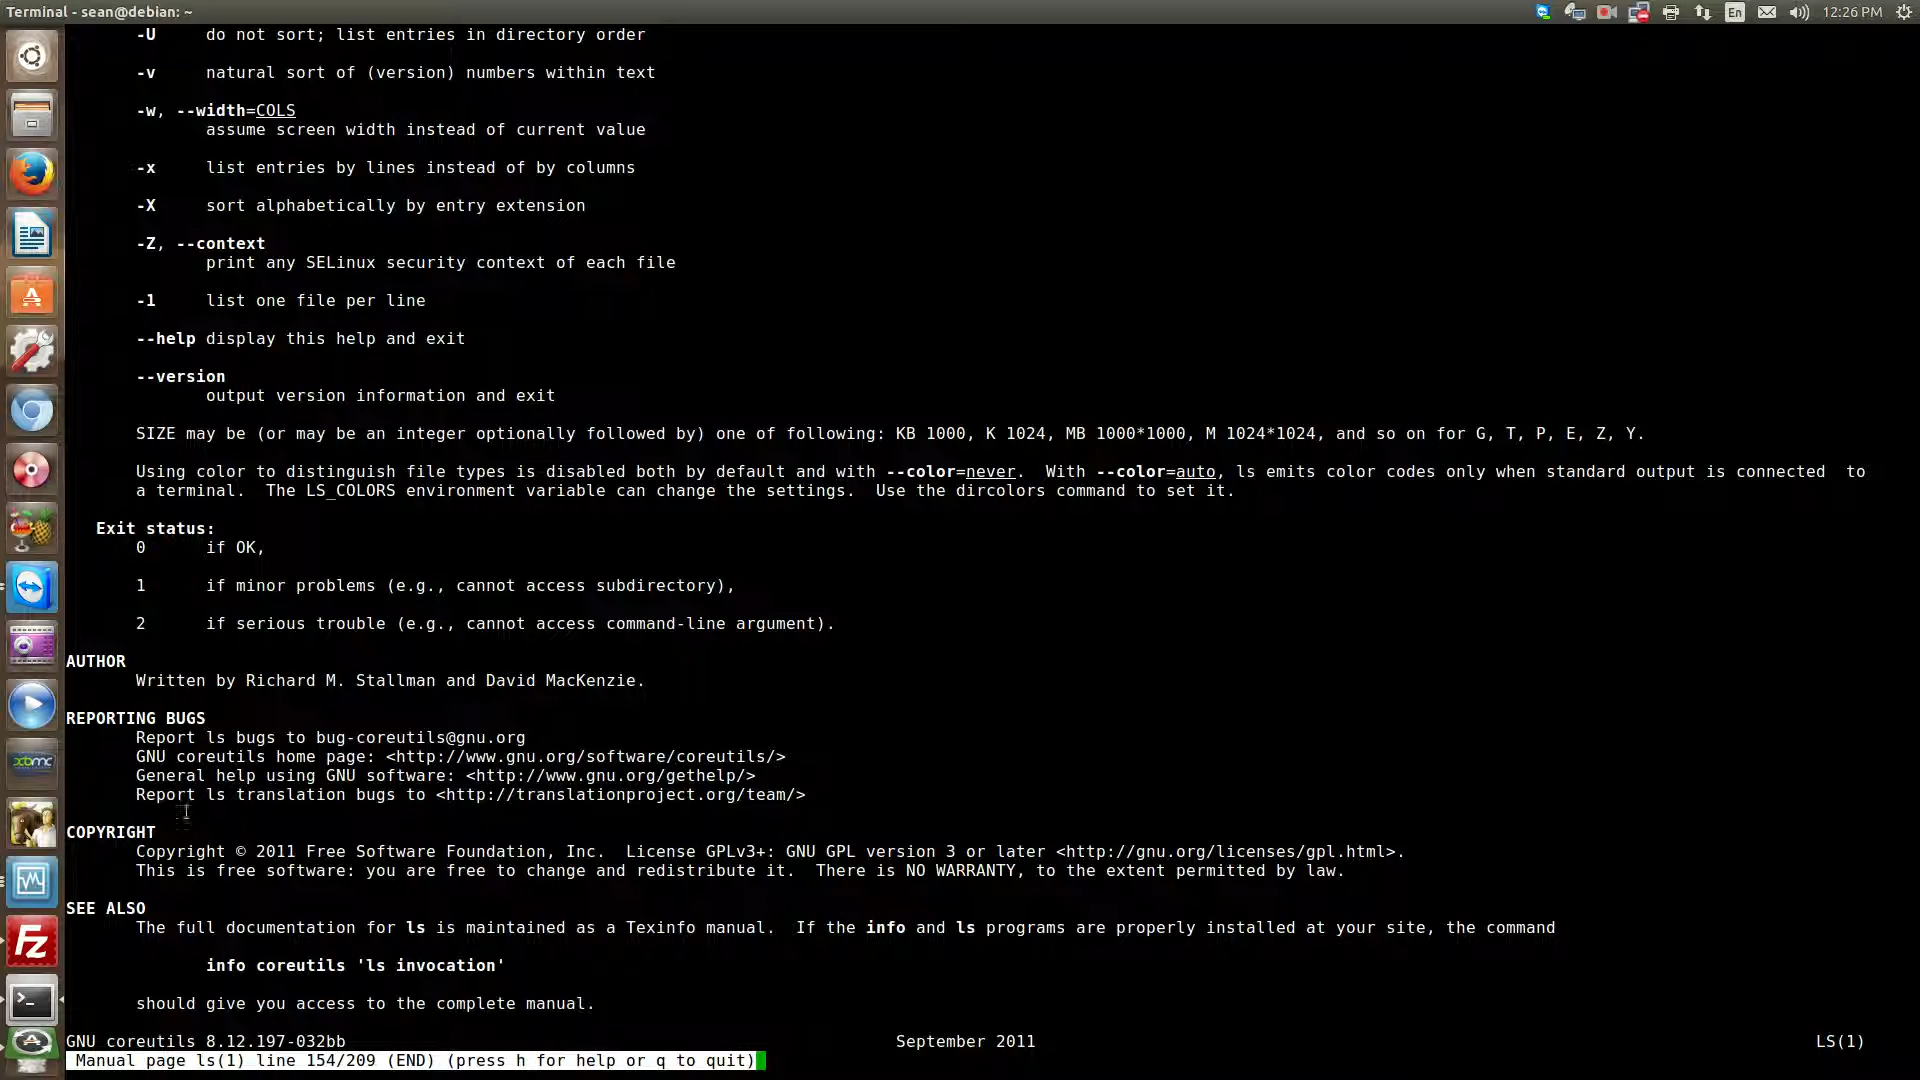 Terminal - sean@debian: ~
En
12:26 PM
-U do not sort; list entries in directory order
-v natural sort of (version) numbers within text
-w, --width=COLS
assume screen width instead of current value
-x list entries by lines instead of by columns
-X sort alphabetically by entry extension
-Z, --context
print any SELinux security context of each file
-1 list one file per line
--help display this help and exit
--version
output version information and exit
SIZE may be (or may be an integer optionally followed by) one of following: KB 1000, K 1024, MB 1000*1000, M 1024*1024, and so on for G, T, P, E, Z, Y.
Using color to distinguish file types is disabled both by default and with --color=never. With --color=auto, ls emits color codes only when standard output is connected to
a terminal. The LS_COLORS environment variable can change the settings. Use the dircolors command to set it.
Exit status:
0 if OK,
1 if minor problems (e.g., cannot access subdirectory),
2 if serious trouble (e.g., cannot access command-line argument).
AUTHOR
Written by Richard M. Stallman and David MacKenzie.
REPORTING BUGS
Report ls bugs to bug-coreutils@gnu.org
GNU coreutils home page: <http://www.gnu.org/software/coreutils/>
General help using GNU software: <http://www.gnu.org/gethelp/>
Report ls translation bugs to <http://translationproject.org/team/>
xbmc
COPYRIGHT
Copyright © 2011 Free Software Foundation, Inc. License GPLv3+: GNU GPL version 3 or later <http://gnu.org/licenses/gpl.html>.
This is free software: you are free to change and redistribute it. There is NO WARRANTY, to the extent permitted by law.
SEE ALSO
The full documentation for ls is maintained as a Texinfo manual. If the info and ls programs are properly installed at your site, the command
Fz
info coreutils 'ls invocation'
should give you access to the complete manual.
GNU coreutils 8.12.197-032bb September 2011 LS(1)
Manual page ls(1) line 154/209 (END) (press h for help or q to quit)